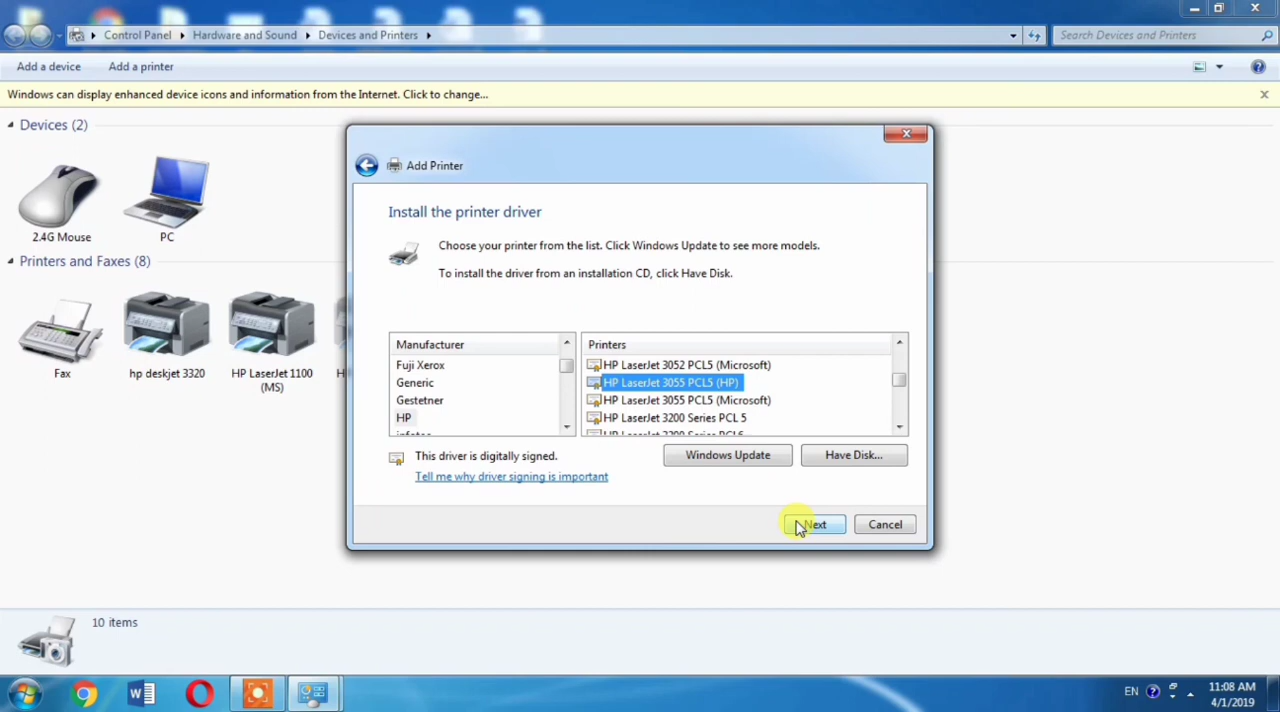 Control Panel
Hardware and Sound
Devices and Printers
Search Devices and Printers
Add a device
Add a printer
Windows can display enhanced device icons and information from the Internet. Click to change...
Devices (2)
2.4G Mouse
PC
Printers and Faxes (8)
Fax
hp deskjet 3320
HP LaserJet 1100
(MS)
Add Printer
Install the printer driver
Choose your printer from the list. Click Windows Update to see more models.
To install the driver from an installation CD, click Have Disk.
Manufacturer
Fuji Xerox
Generic
Gestetner
HP
Printers
HP LaserJet 3052 PCL5 (Microsoft)
HP LaserJet 3055 PCL5 (HP)
HP LaserJet 3055 PCL5 (Microsoft)
HP LaserJet 3200 Series PCL 5
HP LaserJet 3200 Series PCL6
This driver is digitally signed.
Tell me why driver signing is important
Windows Update
Have Disk...
Next
Cancel
10 items
EN
11:08 AM
4/1/2019